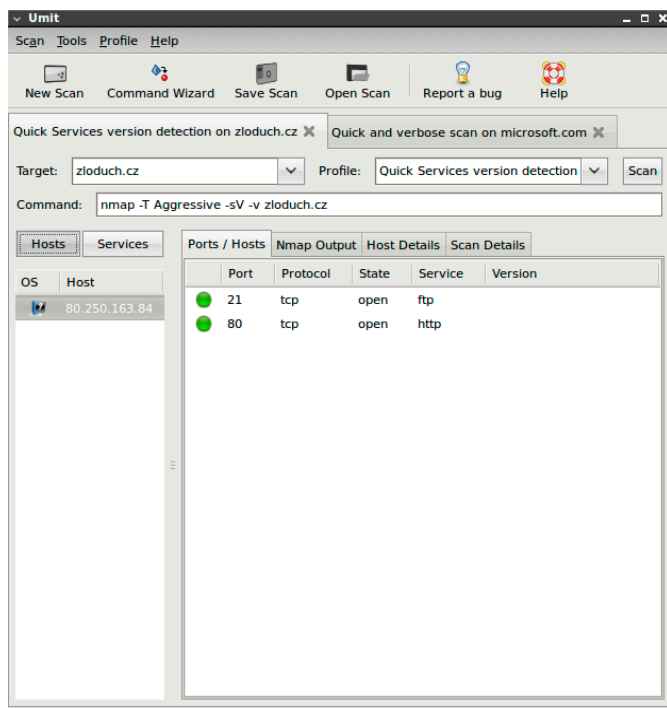 Umit
Scan Tools Profile Help
New Scan Command Wizard Save Scan Open Scan Report a bug Help
Quick Services version detection on zloduch.cz Quick and verbose scan on microsoft.com
Target: zloduch.cz Profile: Quick Services version detection Scan
Command: nmap -T Aggressive -sV -v zloduch.cz
Hosts Services Ports / Hosts Nmap Output Host Details Scan Details
OS Host Port Protocol State Service Version
80.250.163.84 21 tcp open ftp
80 tcp open http